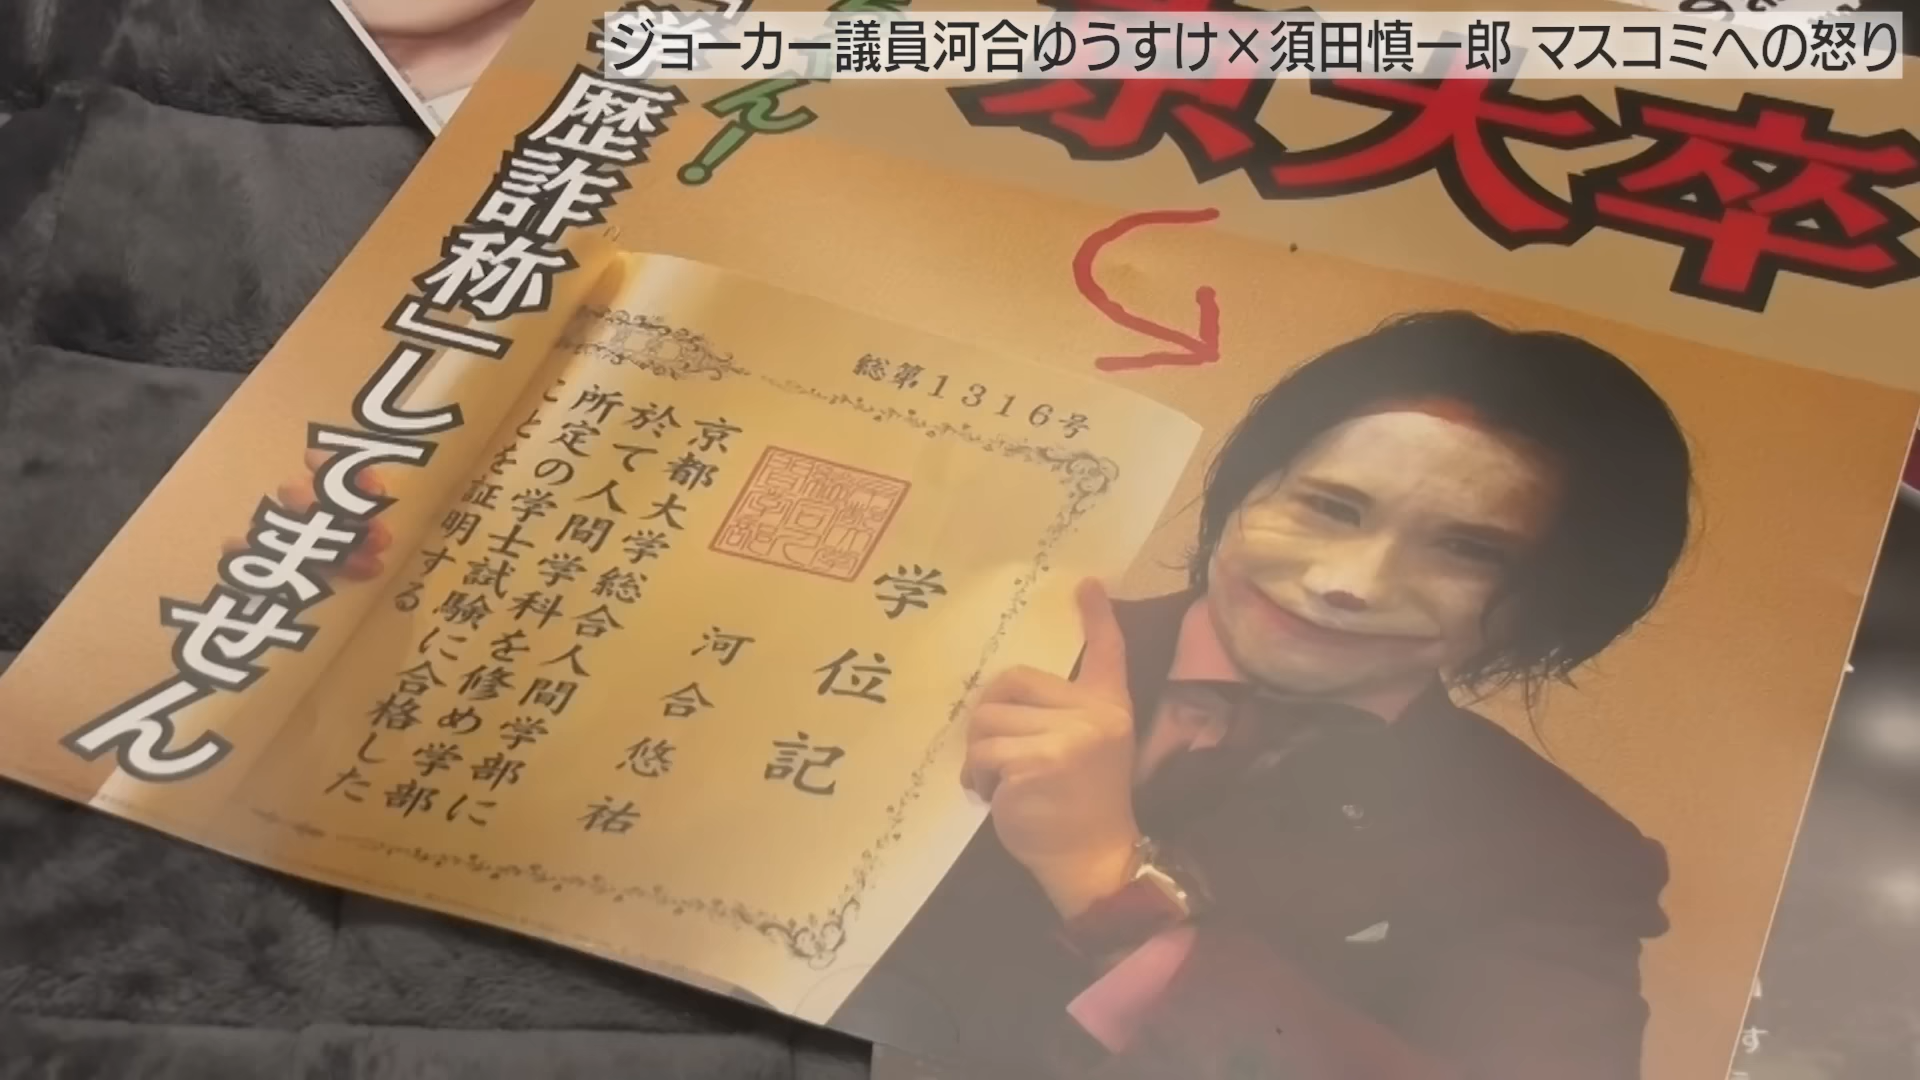 ジョーカー議員河合ゆうすけ×須田慎一郎 マスコミへの怒り
京大卒
ん!
「学歴詐称」してません
総第1316号
学位記
河合悠祐
京都大学総合人間学部に
於て人間学科を修め学部
所定の学士試験に合格した
ことを証明する
す